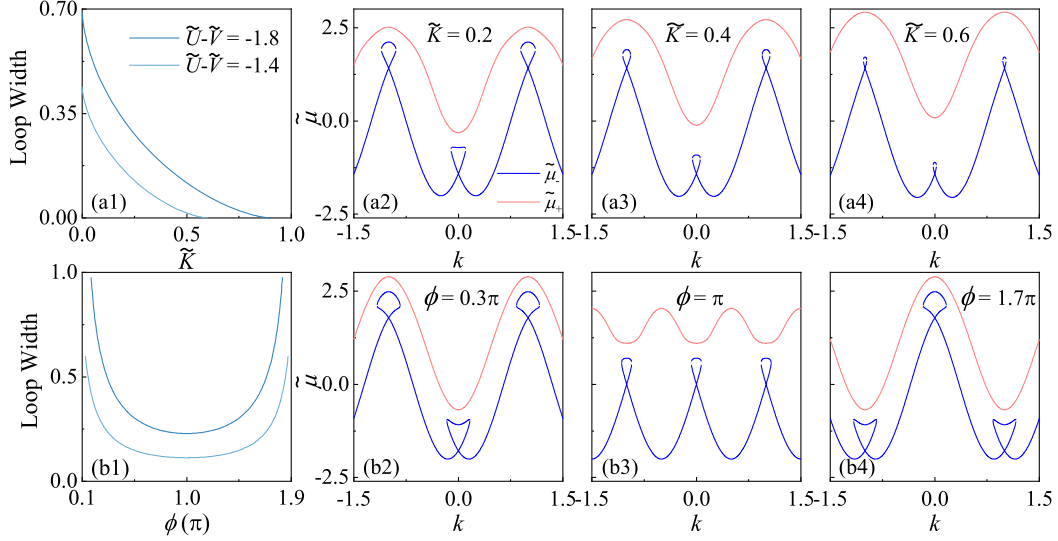 0.70
0.35
0.00
Loop Width
Ũ-Ṽ = -1.8
Ũ-Ṽ = -1.4
(a1)
0.0
0.5
1.0
K̃
2.5
0.0
-2.5
μ̃
K̃ = 0.2
μ̃-
μ̃+
(a2)
-1.5
0.0
1.5
k
K̃ = 0.4
(a3)
-1.5
0.0
1.5
k
K̃ = 0.6
(a4)
-1.5
0.0
1.5
k
1.0
0.5
0.0
Loop Width
(b1)
0.1
1.0
1.9
ϕ (π)
2.5
0.0
-2.5
μ̃
ϕ = 0.3π
(b2)
-1.5
0.0
1.5
k
ϕ = π
(b3)
-1.5
0.0
1.5
k
ϕ = 1.7π
(b4)
-1.5
0.0
1.5
k